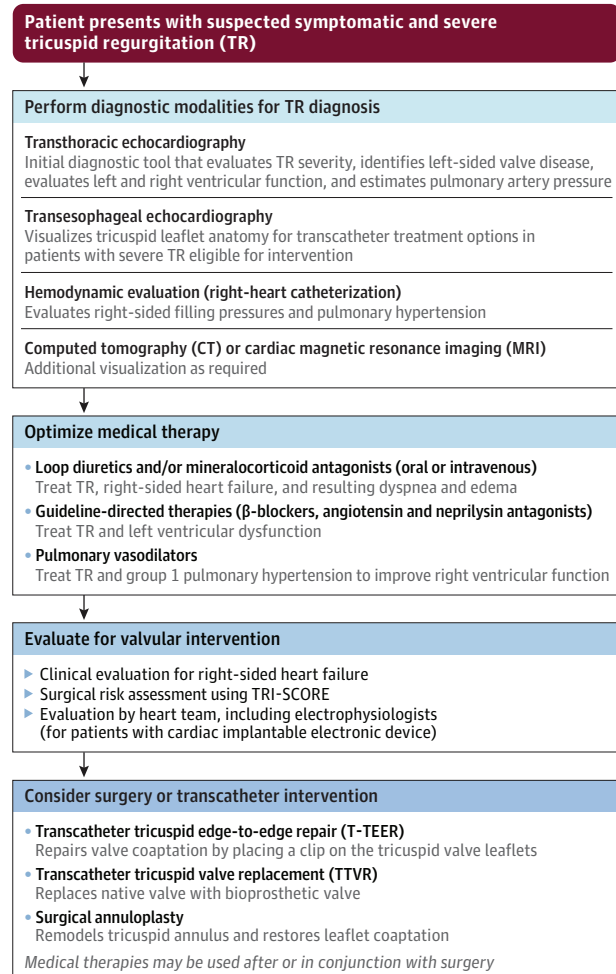 Patient presents with suspected symptomatic and severe
tricuspid regurgitation (TR)
Perform diagnostic modalities for TR diagnosis
Transthoracic echocardiography
Initial diagnostic tool that evaluates TR severity, identifies left-sided valve disease,
evaluates left and right ventricular function, and estimates pulmonary artery pressure
Transesophageal echocardiography
Visualizes tricuspid leaflet anatomy for transcatheter treatment options in
patients with severe TR eligible for intervention
Hemodynamic evaluation (right-heart catheterization)
Evaluates right-sided filling pressures and pulmonary hypertension
Computed tomography (CT) or cardiac magnetic resonance imaging (MRI)
Additional visualization as required
Optimize medical therapy
• Loop diuretics and/or mineralocorticoid antagonists (oral or intravenous)
Treat TR, right-sided heart failure, and resulting dyspnea and edema
• Guideline-directed therapies (β-blockers, angiotensin and neprilysin antagonists)
Treat TR and left ventricular dysfunction
• Pulmonary vasodilators
Treat TR and group 1 pulmonary hypertension to improve right ventricular function
Evaluate for valvular intervention
▶ Clinical evaluation for right-sided heart failure
▶ Surgical risk assessment using TRI-SCORE
▶ Evaluation by heart team, including electrophysiologists
(for patients with cardiac implantable electronic device)
Consider surgery or transcatheter intervention
• Transcatheter tricuspid edge-to-edge repair (T-TEER)
Repairs valve coaptation by placing a clip on the tricuspid valve leaflets
• Transcatheter tricuspid valve replacement (TTVR)
Replaces native valve with bioprosthetic valve
• Surgical annuloplasty
Remodels tricuspid annulus and restores leaflet coaptation
Medical therapies may be used after or in conjunction with surgery